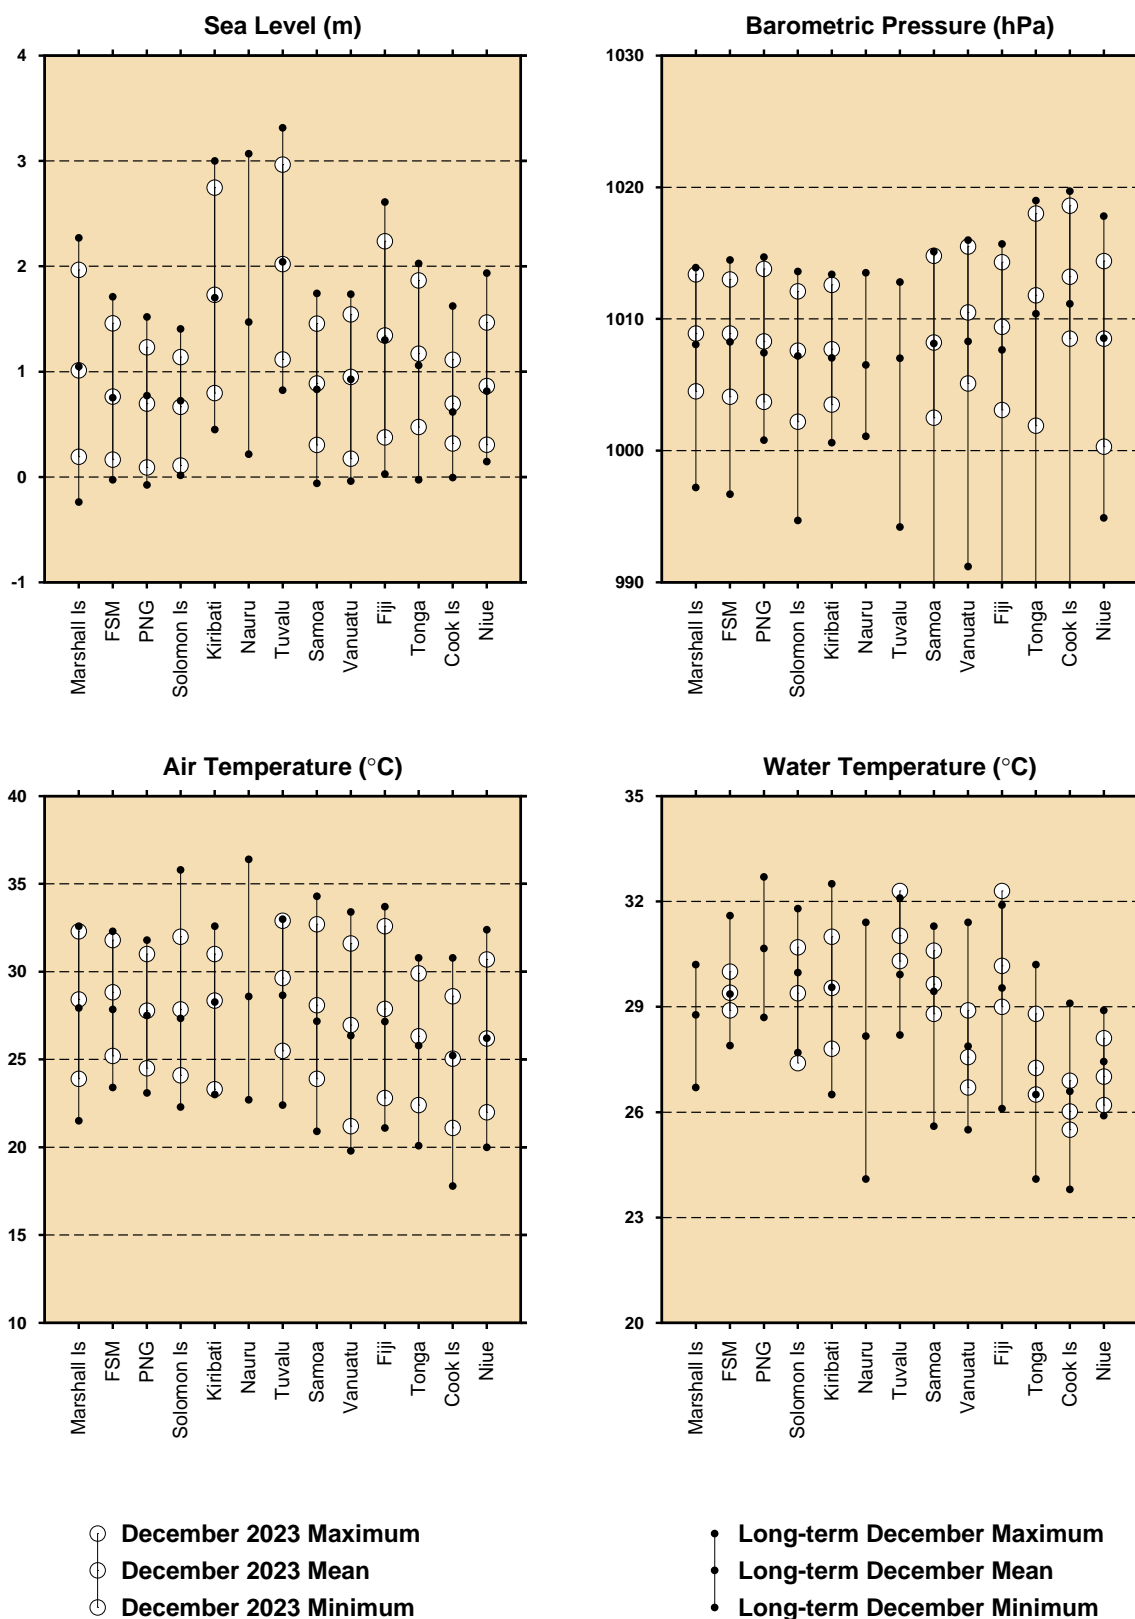 Sea Level (m)
4
3
2
1
0
-1
Marshall Is
FSM
PNG
Solomon Is
Kiribati
Nauru
Tuvalu
Samoa
Vanuatu
Fiji
Tonga
Cook Is
Niue
Barometric Pressure (hPa)
1030
1020
1010
1000
990
Marshall Is
FSM
PNG
Solomon Is
Kiribati
Nauru
Tuvalu
Samoa
Vanuatu
Fiji
Tonga
Cook Is
Niue
Air Temperature (°C)
40
35
30
25
20
15
10
Marshall Is
FSM
PNG
Solomon Is
Kiribati
Nauru
Tuvalu
Samoa
Vanuatu
Fiji
Tonga
Cook Is
Niue
Water Temperature (°C)
35
32
29
26
23
20
Marshall Is
FSM
PNG
Solomon Is
Kiribati
Nauru
Tuvalu
Samoa
Vanuatu
Fiji
Tonga
Cook Is
Niue
December 2023 Maximum
December 2023 Mean
December 2023 Minimum
Long-term December Maximum
Long-term December Mean
Long-term December Minimum